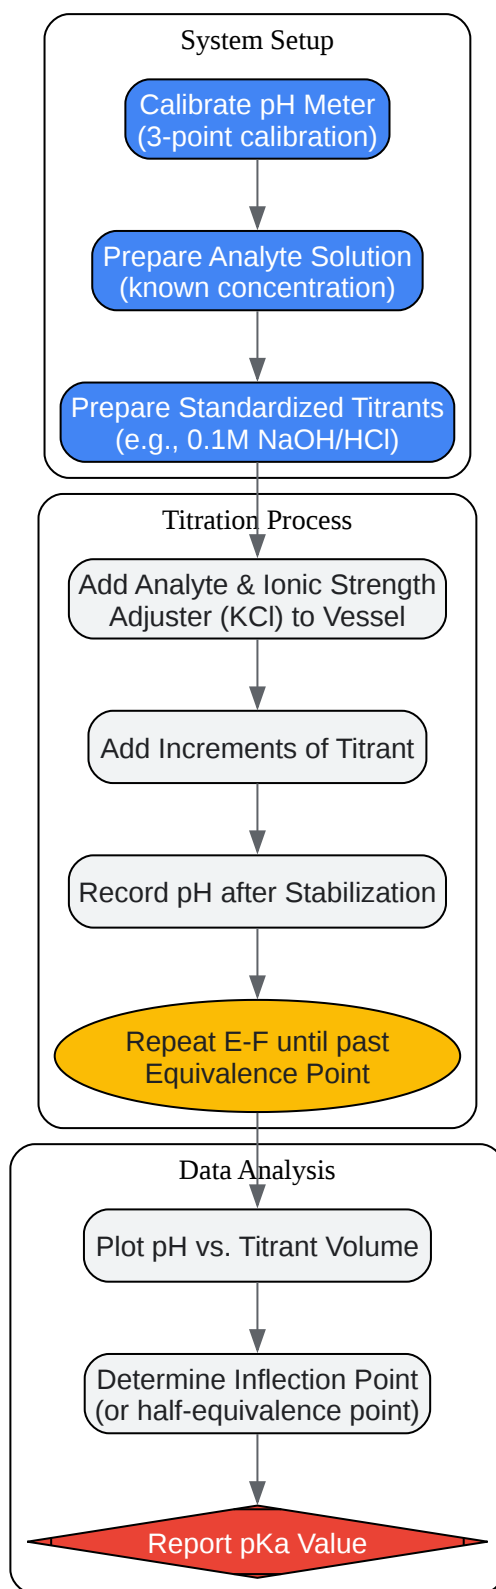 System Setup
Calibrate pH Meter
(3-point calibration)
Prepare Analyte Solution
(known concentration)
Prepare Standardized Titrants
(e.g., 0.1M NaOH/HCl)
Titration Process
Add Analyte & Ionic Strength
Adjuster (KCl) to Vessel
Add Increments of Titrant
Record pH after Stabilization
Repeat E-F until past
Equivalence Point
Data Analysis
Plot pH vs. Titrant Volume
Determine Inflection Point
(or half-equivalence point)
Report pKa Value